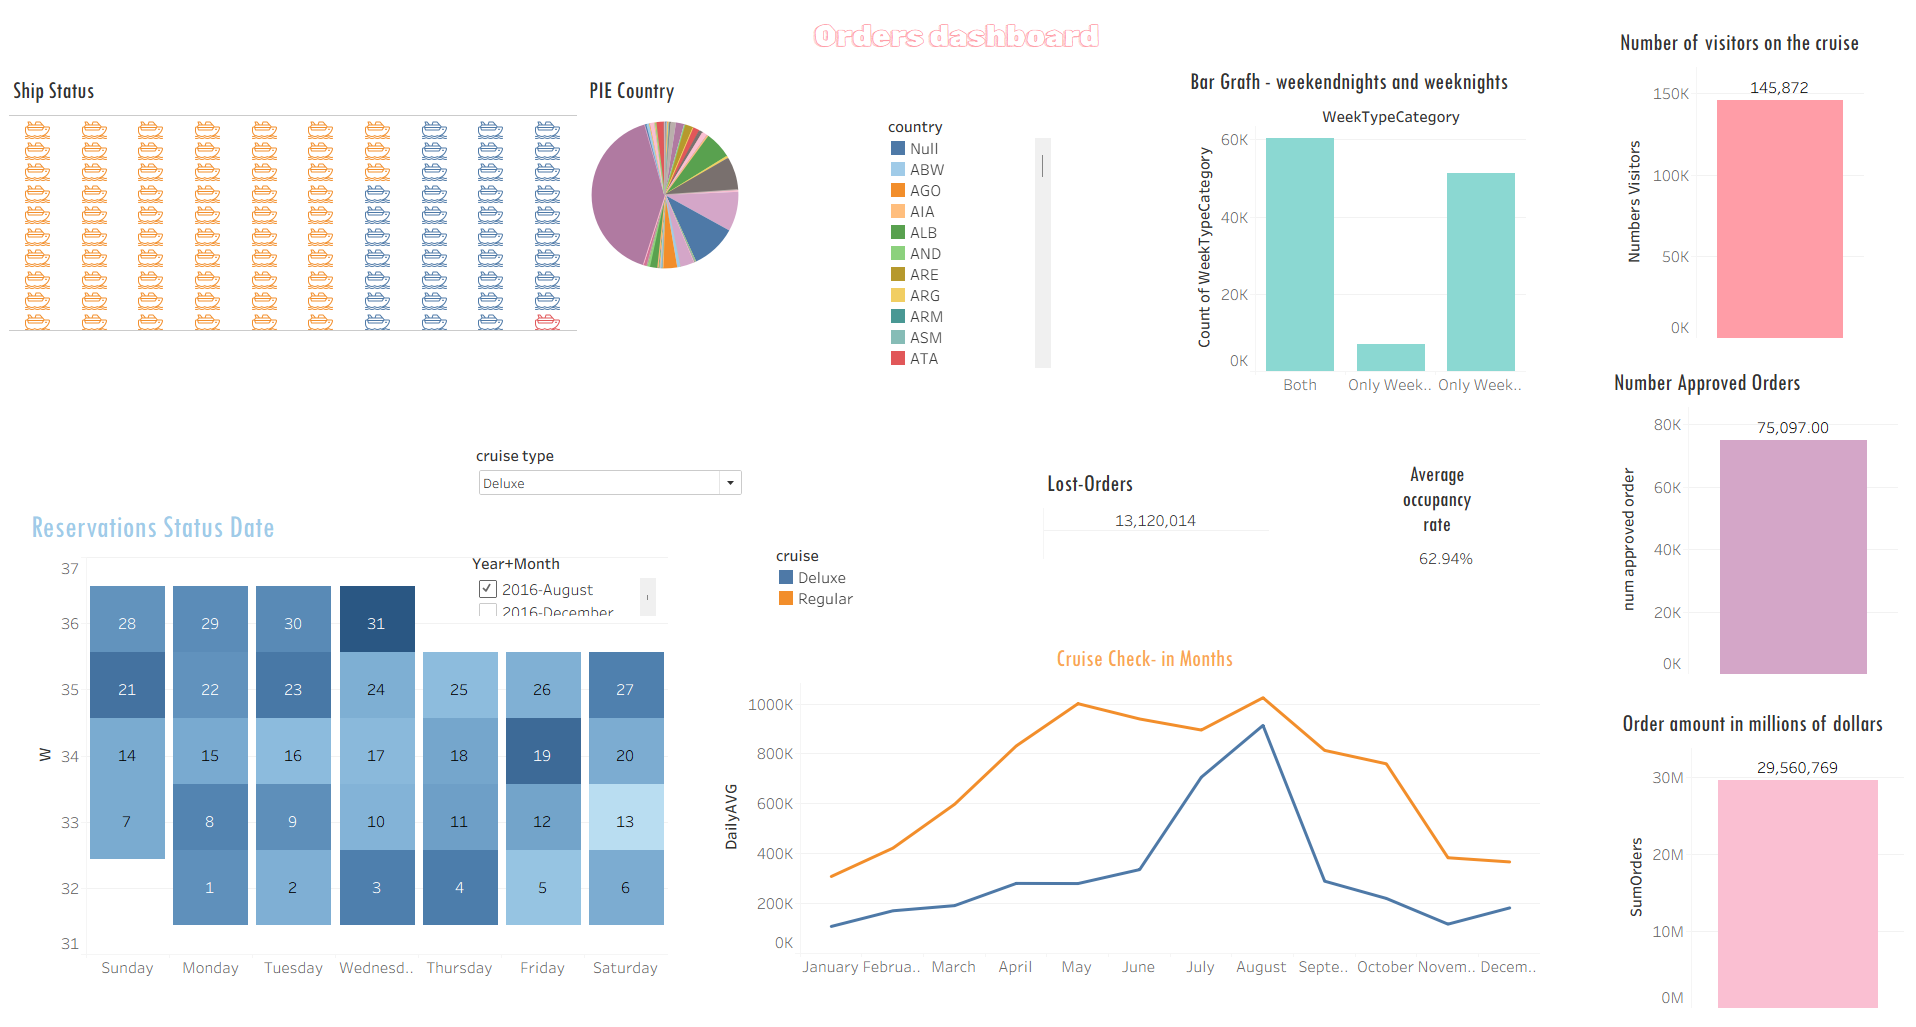 Orders dashboard
Ship Status
PIE Country
country
Null
ABW
AGO
AIA
ALB
AND
ARE
ARG
ARM
ASM
ATA
Bar Grafh - weekendnights and weeknights
WeekTypeCategory
Count of WeekTypeCategory
60K
40K
20K
0K
Both
Only Week..
Only Week..
Number of visitors on the cruise
145,872
Numbers Visitors
150K
100K
50K
0K
Number Approved Orders
75,097.00
num approved order
80K
60K
40K
20K
0K
cruise type
Deluxe
Lost-Orders
13,120,014
Average
occupancy
rate
62.94%
Reservations Status Date
Year+Month
2016-August
2016-December
W
37
36
35
34
33
32
31
28 29 30 31
21 22 23 24 25 26 27
14 15 16 17 18 19 20
7 8 9 10 11 12 13
1 2 3 4 5 6
Sunday Monday Tuesday Wednesd.. Thursday Friday Saturday
cruise
Deluxe
Regular
Cruise Check- in Months
DailyAVG
1000K
800K
600K
400K
200K
0K
January Februa.. March April May June July August Septe.. October Novem.. Decem..
Order amount in millions of dollars
29,560,769
SumOrders
30M
20M
10M
0M